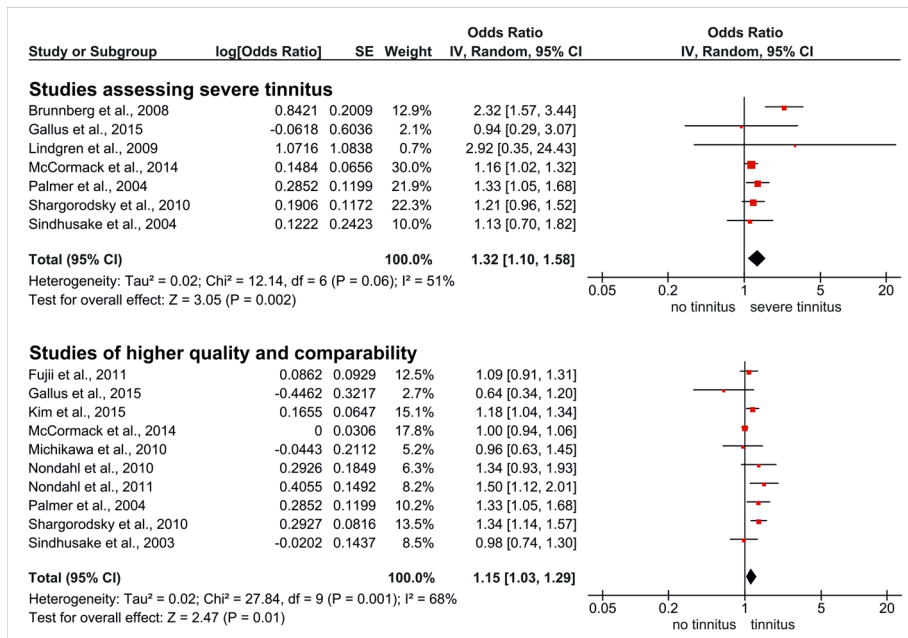 Odds Ratio Odds Ratio
Study or Subgroup log[Odds Ratio] SE Weight IV, Random, 95% CI IV, Random, 95% CI
Studies assessing severe tinnitus
Brunnberg et al., 2008 0.8421 0.2009 12.9% 2.32 [1.57, 3.44]
Gallus et al., 2015 -0.0618 0.6036 2.1% 0.94 [0.29, 3.07]
Lindgren et al., 2009 1.0716 1.0838 0.7% 2.92 [0.35, 24.43]
McCormack et al., 2014 0.1484 0.0656 30.0% 1.16 [1.02, 1.32]
Palmer et al., 2004 0.2852 0.1199 21.9% 1.33 [1.05, 1.68]
Shargorodsky et al., 2010 0.1906 0.1172 22.3% 1.21 [0.96, 1.52]
Sindhusake et al., 2004 0.1222 0.2423 10.0% 1.13 [0.70, 1.82]
Total (95% CI) 100.0% 1.32 [1.10, 1.58]
Heterogeneity: Tau² = 0.02; Chi² = 12.14, df = 6 (P = 0.06); I² = 51%
Test for overall effect: Z = 3.05 (P = 0.002)
0.05 0.2 1 5 20
no tinnitus severe tinnitus
Studies of higher quality and comparability
Fujii et al., 2011 0.0862 0.0929 12.5% 1.09 [0.91, 1.31]
Gallus et al., 2015 -0.4462 0.3217 2.7% 0.64 [0.34, 1.20]
Kim et al., 2015 0.1655 0.0647 15.1% 1.18 [1.04, 1.34]
McCormack et al., 2014 0 0.0306 17.8% 1.00 [0.94, 1.06]
Michikawa et al., 2010 -0.0443 0.2112 5.2% 0.96 [0.63, 1.45]
Nondahl et al., 2010 0.2926 0.1849 6.3% 1.34 [0.93, 1.93]
Nondahl et al., 2011 0.4055 0.1492 8.2% 1.50 [1.12, 2.01]
Palmer et al., 2004 0.2852 0.1199 10.2% 1.33 [1.05, 1.68]
Shargorodsky et al., 2010 0.2927 0.0816 13.5% 1.34 [1.14, 1.57]
Sindhusake et al., 2003 -0.0202 0.1437 8.5% 0.98 [0.74, 1.30]
Total (95% CI) 100.0% 1.15 [1.03, 1.29]
Heterogeneity: Tau² = 0.02; Chi² = 27.84, df = 9 (P = 0.001); I² = 68%
Test for overall effect: Z = 2.47 (P = 0.01)
0.05 0.2 1 5 20
no tinnitus tinnitus